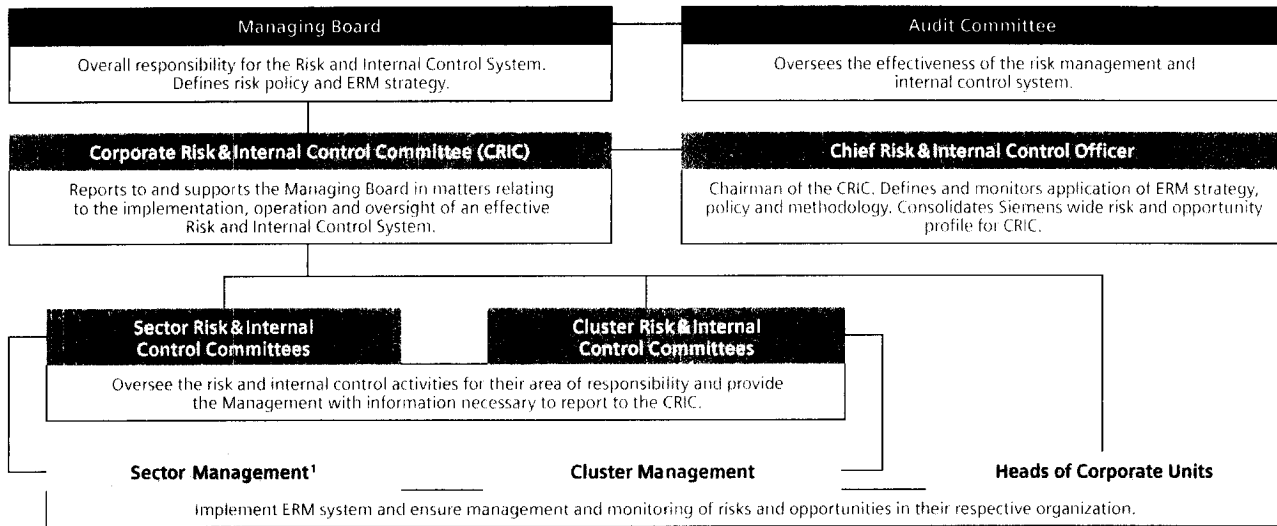 Managing Board
Overall responsibility for the Risk and Internal Control System.
Defines risk policy and ERM strategy.
Audit Committee
Oversees the effectiveness of the risk management and
internal control system.
Corporate Risk & Internal Control Committee (CRIC)
Reports to and supports the Managing Board in matters relating
to the implementation, operation and oversight of an effective
Risk and Internal Control System.
Chief Risk & Internal Control Officer
Chairman of the CRIC. Defines and monitors application of ERM strategy,
policy and methodology. Consolidates Siemens wide risk and opportunity
profile for CRIC.
Sector Risk & Internal
Control Committees
Cluster Risk & Internal
Control Committees
Oversee the risk and internal control activities for their area of responsibility and provide
the Management with information necessary to report to the CRIC.
Sector Management¹
Cluster Management
Heads of Corporate Units
Implement ERM system and ensure management and monitoring of risks and opportunities in their respective organization.